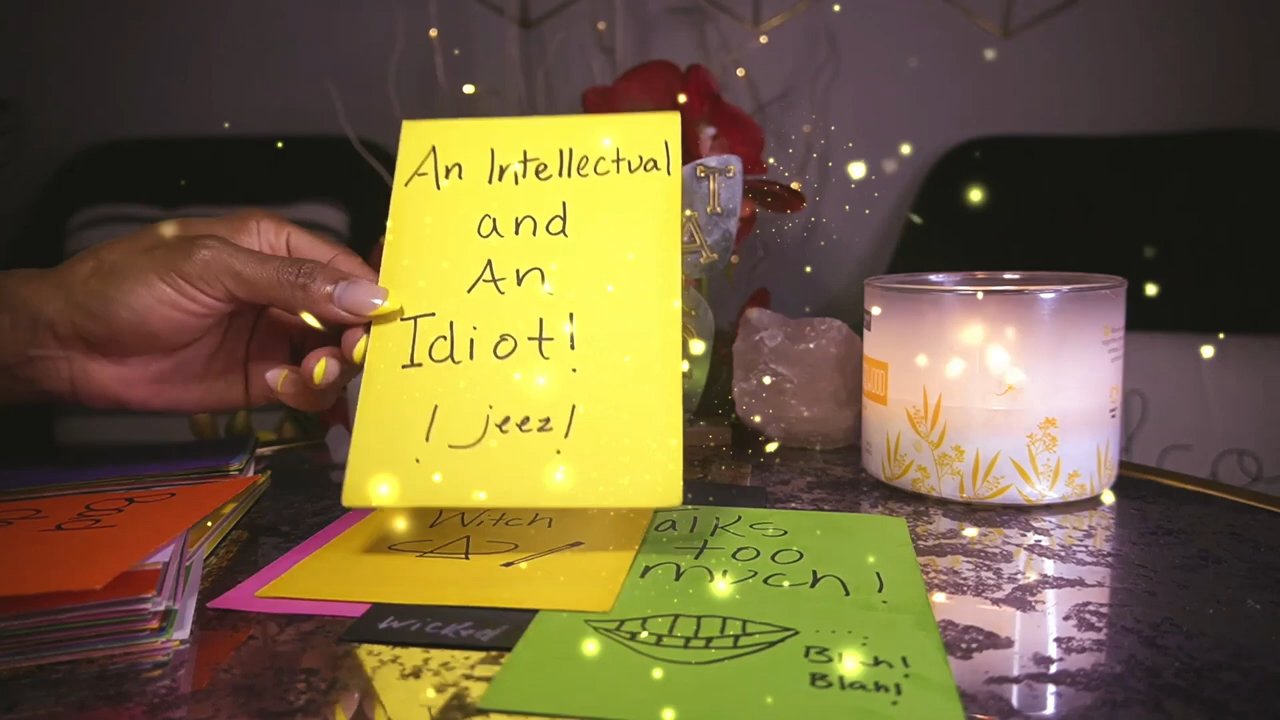 An Intellectual
and
An
Idiot!
! jeez!
T
A
Witch
Wicked
alks
too
much!
Blah!
Blah!